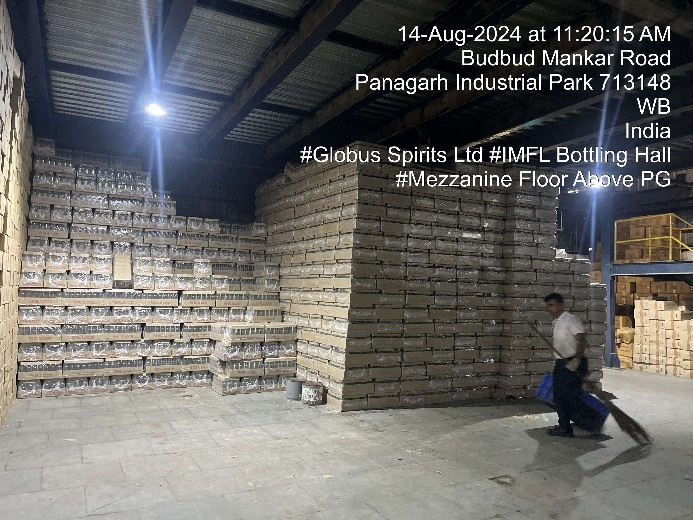 14-Aug-2024 at 11:20:15 AM
Budbud Mankar Road
Panagarh Industrial Park 713148
WB
India
#Globus Spirits Ltd #IMFL Bottling Hall
#Mezzanine Floor Above PG